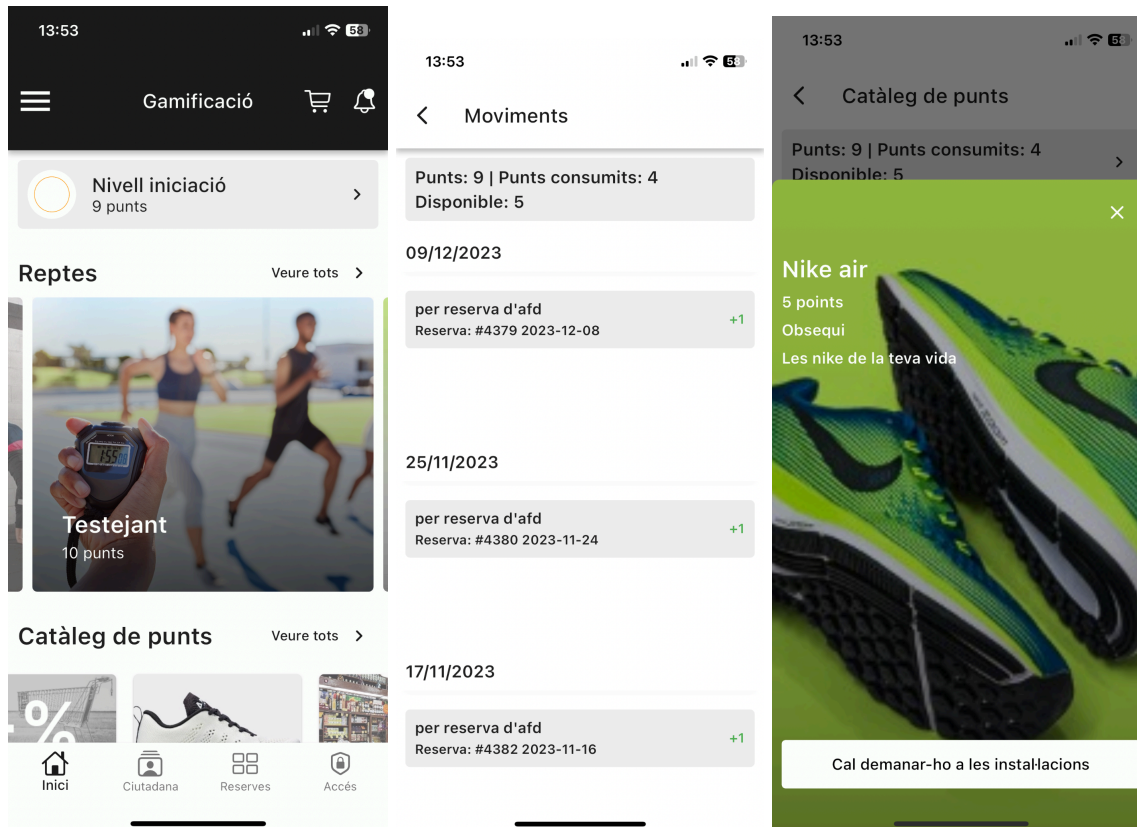 13:53
58
Gamificació
Nivell iniciació
9 punts
Reptes
Veure tots
Testejant
10 punts
Catàleg de punts
Veure tots
%
Inici
Ciutadana
Reserves
Accés
13:53
Moviments
Punts: 9 | Punts consumits: 4
Disponible: 5
09/12/2023
per reserva d'afd
Reserva: #4379 2023-12-08
+1
25/11/2023
per reserva d'afd
Reserva: #4380 2023-11-24
+1
17/11/2023
per reserva d'afd
Reserva: #4382 2023-11-16
+1
13:53
Catàleg de punts
Punts: 9 | Punts consumits: 4
Disponible: 5
Nike air
5 points
Obsequi
Les nike de la teva vida
Cal demanar-ho a les instal·lacions